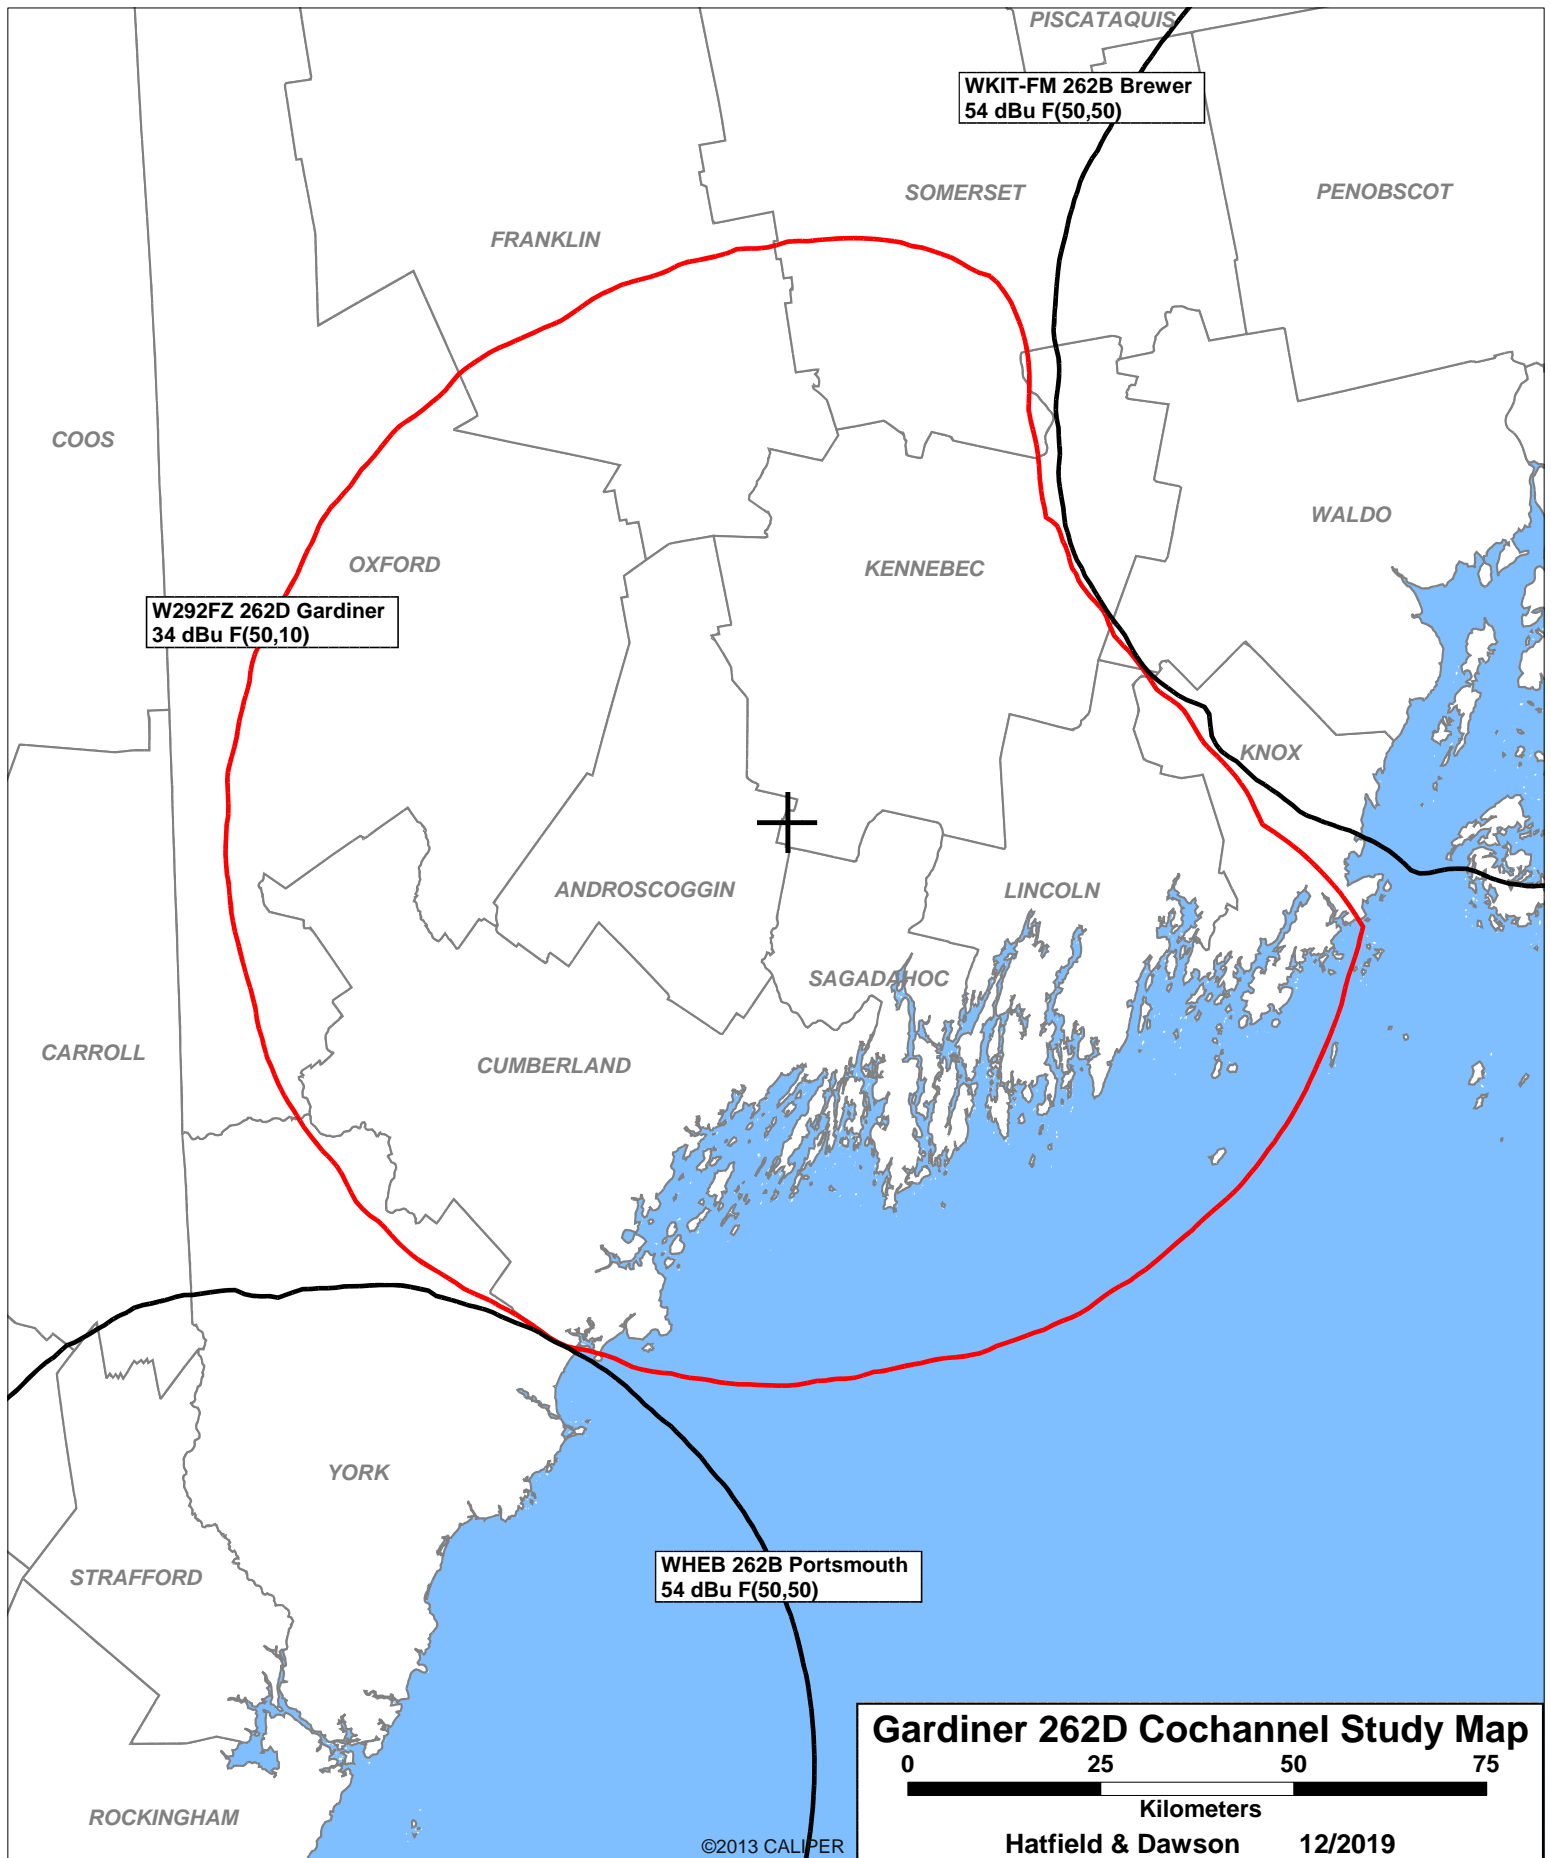 PISCATAQUIS
WKIT-FM 262B Brewer
54 dBu F(50,50)
SOMERSET
PENOBSCOT
FRANKLIN
COOS
WALDO
OXFORD
KENNEBEC
W292FZ 262D Gardiner
34 dBu F(50,10)
KNOX
ANDROSCOGGIN
LINCOLN
SAGADAHOC
CARROLL
CUMBERLAND
YORK
WHEB 262B Portsmouth
54 dBu F(50,50)
STRAFFORD
Gardiner 262D Cochannel Study Map
0 25 50 75
Kilometers
ROCKINGHAM
©2013 CALIPER
Hatfield & Dawson 12/2019